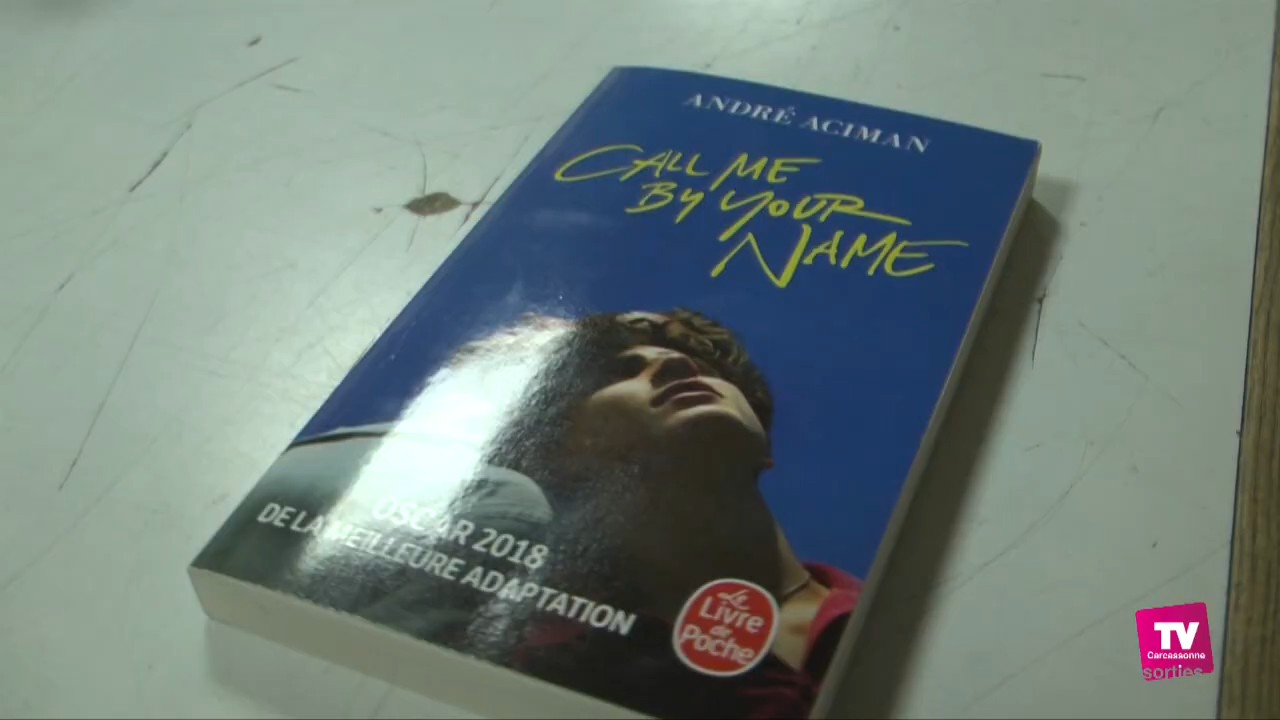 ANDRÉ ACIMAN
CALL ME
BY YOUR
NAME
OSCAR 2018
DE LA MEILLEURE ADAPTATION
Le
Livre
de
Poche
TV
Carcassonne
sorties